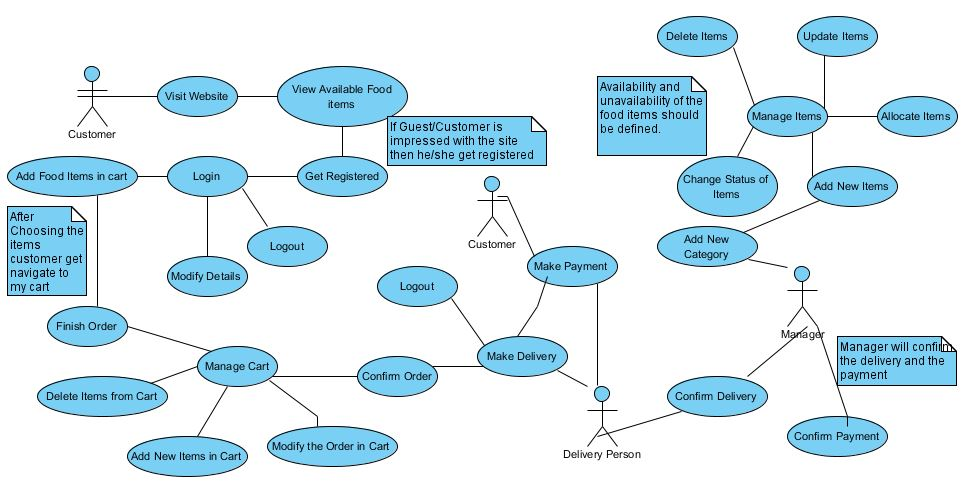 Delete Items
Update Items
Visit Website
View Available Food
items
Customer
If Guest/Customer is
impressed with the site
then he/she get registered
Availability and
unavailability of the
food items should
be defined.
Manage Items
Allocate Items
Add Food Items in cart
Login
Get Registered
Change Status of
Items
Add New Items
After
Choosing the
items
customer get
navigate to
my cart
Logout
Customer
Add New
Category
Modify Details
Make Payment
Logout
Finish Order
Manager
Manager will confirm
the delivery and the
payment
Manage Cart
Make Delivery
Confirm Order
Delete Items from Cart
Confirm Delivery
Add New Items in Cart
Modify the Order in Cart
Delivery Person
Confirm Payment